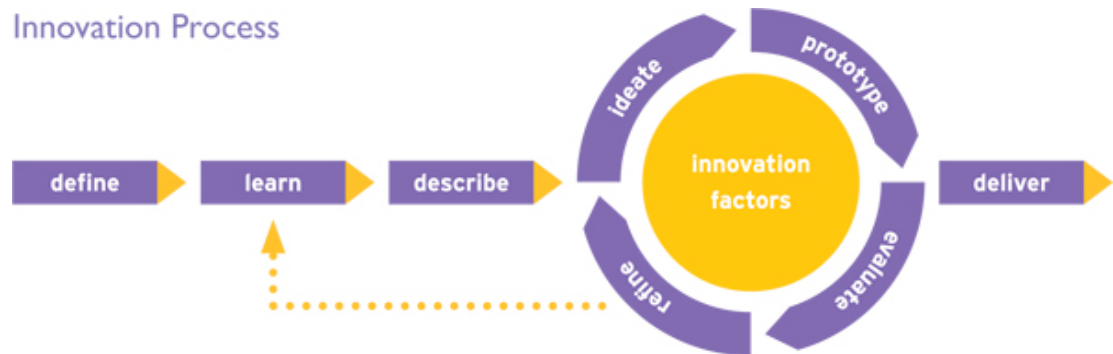 Innovation Process
define
learn
describe
ideate
prototype
evaluate
refine
innovation
factors
deliver